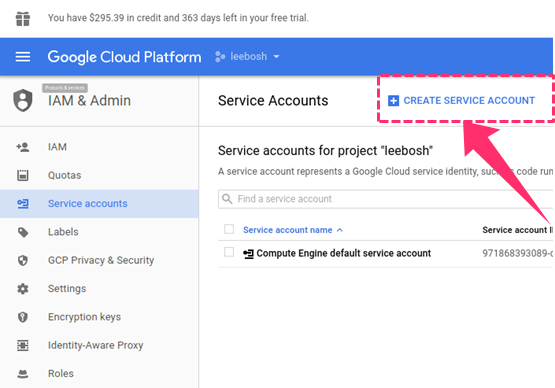 You have $295.39 in credit and 363 days left in your free trial.
Google Cloud Platform leebosh
Products & services
IAM & Admin
Service Accounts
CREATE SERVICE ACCOUNT
IAM
Quotas
Service accounts
Labels
GCP Privacy & Security
Settings
Encryption keys
Identity-Aware Proxy
Roles
Service accounts for project "leebosh"
A service account represents a Google Cloud service identity, code run
Find a service account
Service account name Service account
Compute Engine default service account 971868393089-c